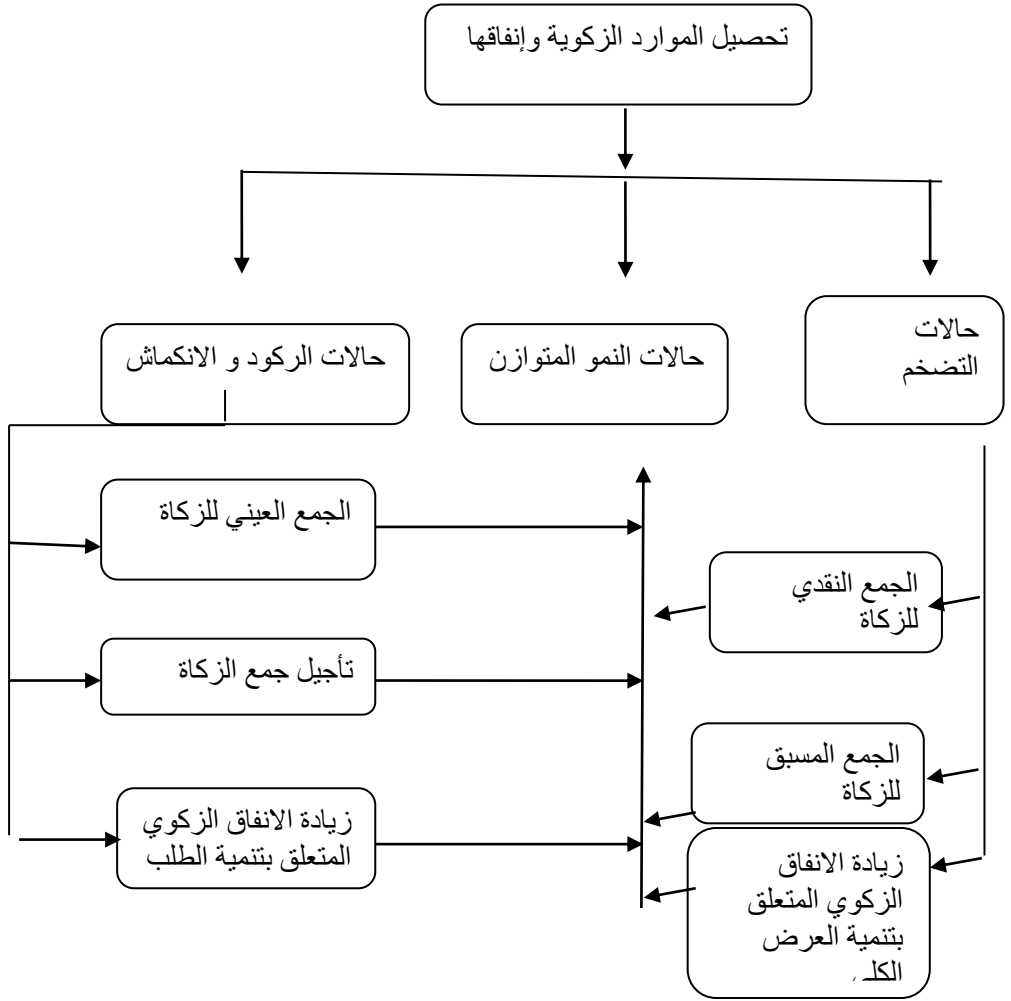 تحصيل الموارد الزكوية وإنفاقها
حالات
التضخم
حالات النمو المتوازن
حالات الركود و الانكماش
الجمع النقدي
للزكاة
الجمع المسبق
للزكاة
زيادة الانفاق
الزكوي المتعلق
بتنمية العرض
الكلي
الجمع العيني للزكاة
تأجيل جمع الزكاة
زيادة الانفاق الزكوي
المتعلق بتنمية الطلب